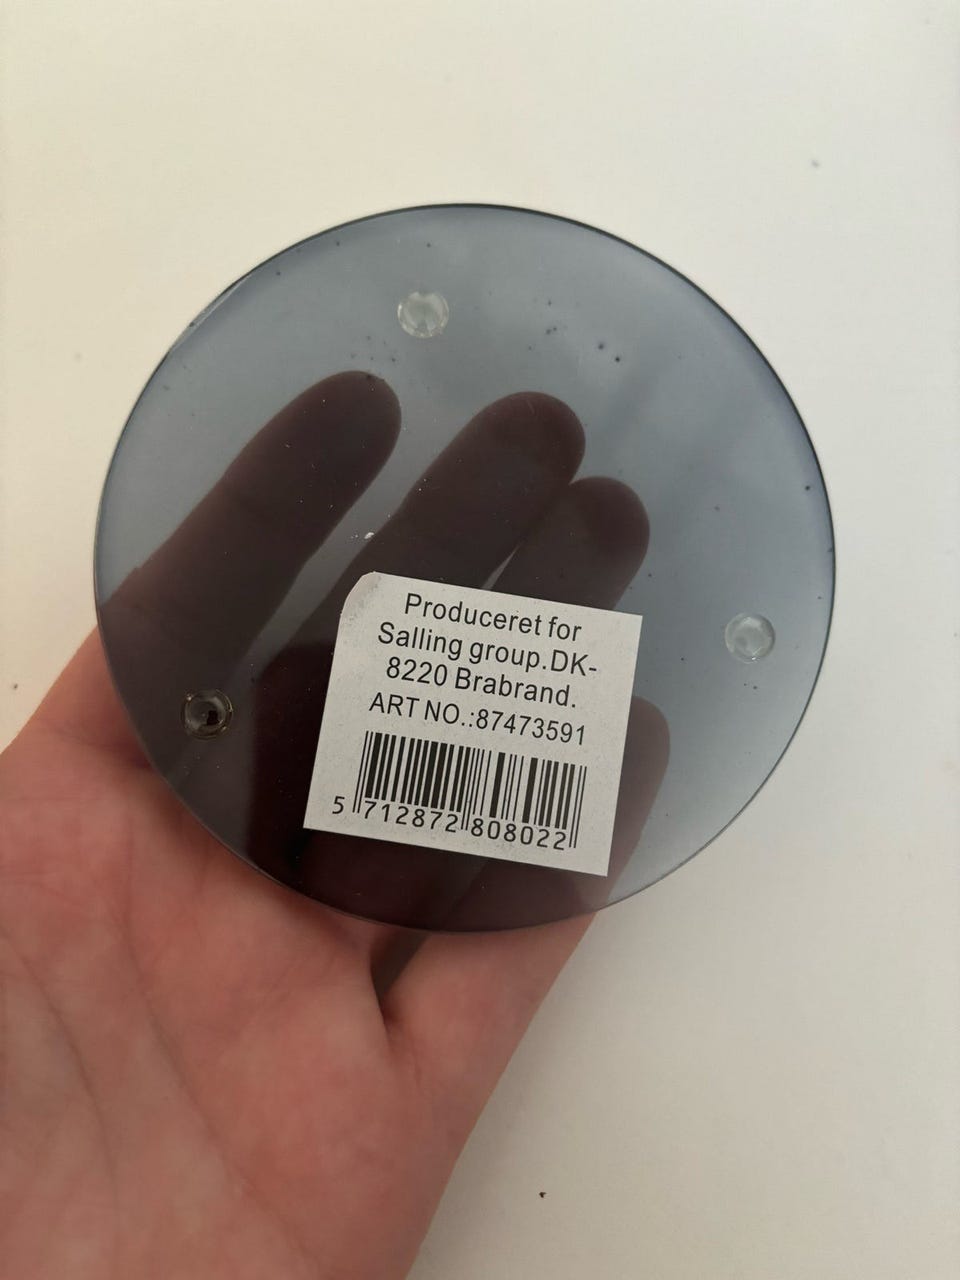 Produceret for
Salling group.DK-
8220 Brabrand.
ART NO.:87473591
5 712872 808022